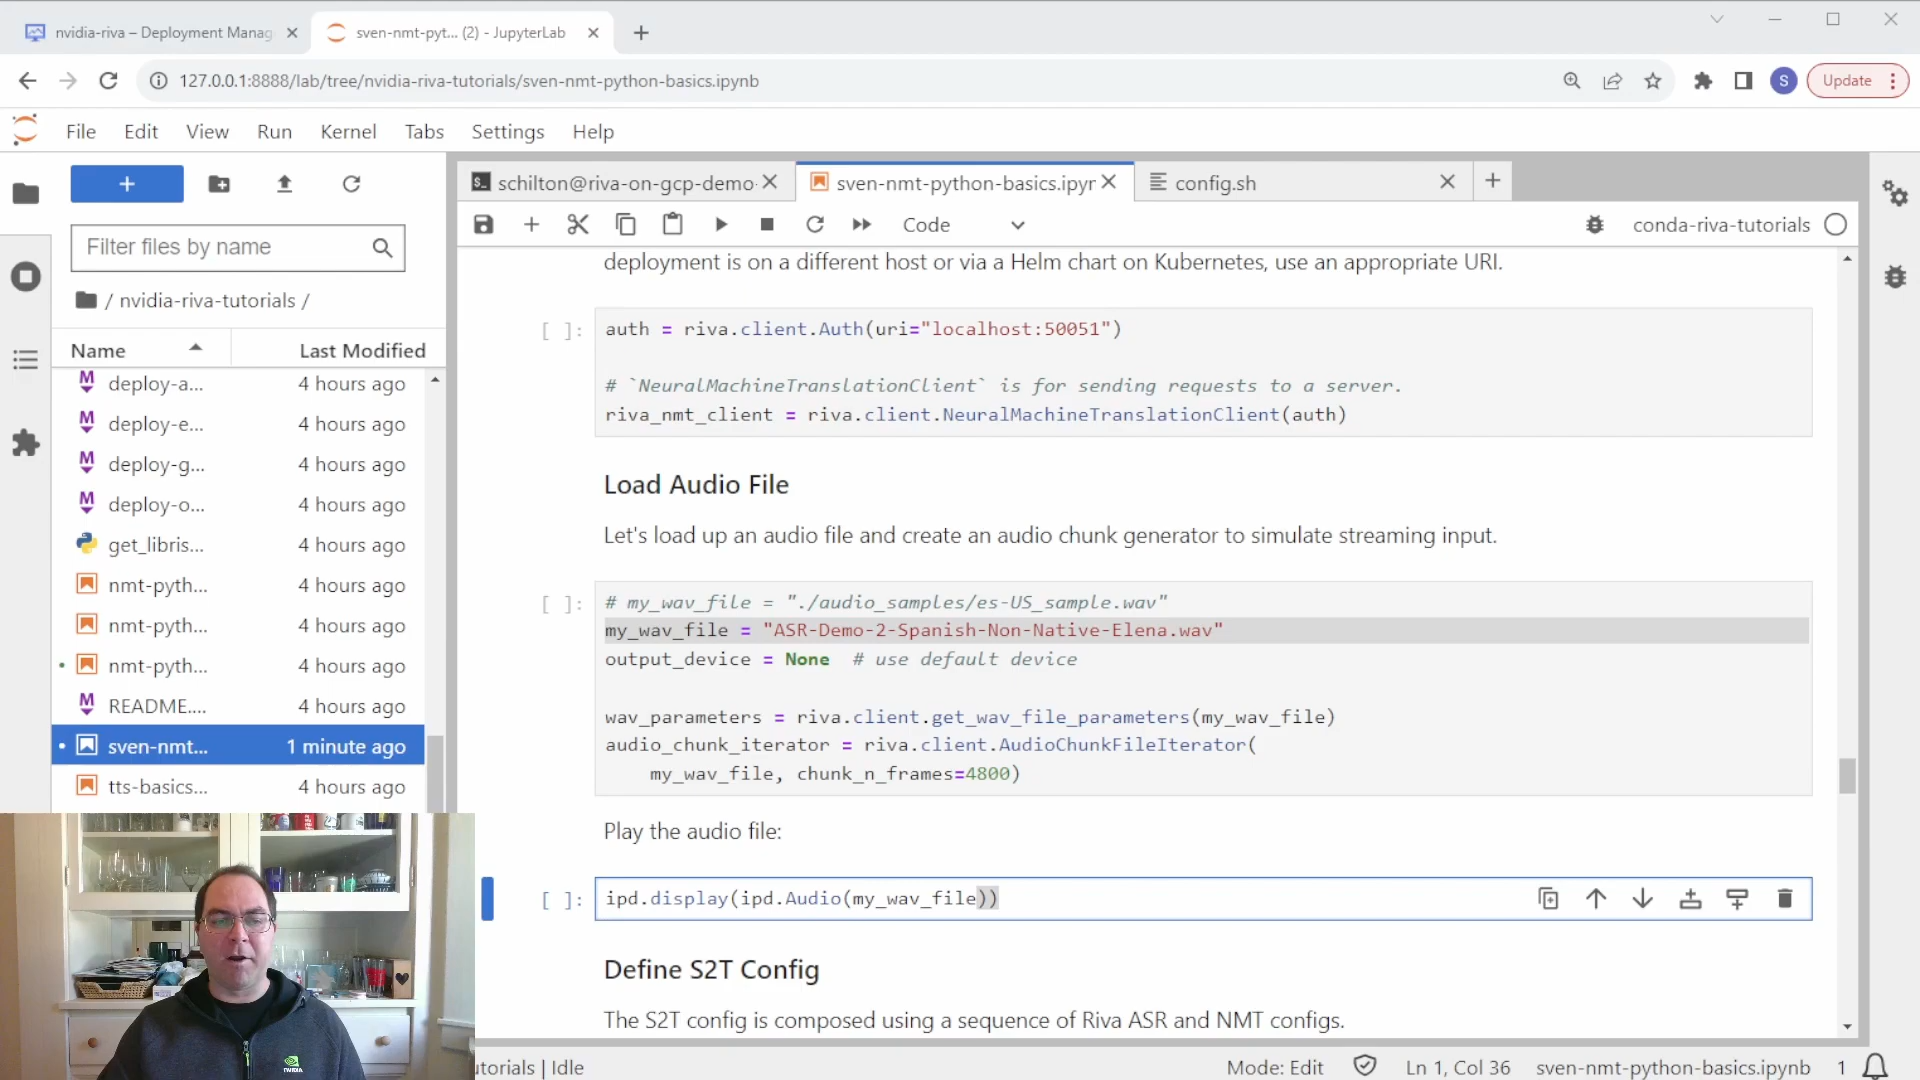 nvidia-riva – Deployment Manag
sven-nmt-pyt... (2) - JupyterLab
127.0.0.1:8888/lab/tree/nvidia-riva-tutorials/sven-nmt-python-basics.ipynb
S
Update
File Edit View Run Kernel Tabs Settings Help
Filter files by name
/ nvidia-riva-tutorials /
Name Last Modified
deploy-a... 4 hours ago
deploy-e... 4 hours ago
deploy-g... 4 hours ago
deploy-o... 4 hours ago
get_libris... 4 hours ago
nmt-pyth... 4 hours ago
nmt-pyth... 4 hours ago
nmt-pyth... 4 hours ago
README.... 4 hours ago
sven-nmt... 1 minute ago
tts-basics... 4 hours ago
schilton@riva-on-gcp-demo
sven-nmt-python-basics.ipyr
config.sh
Code
conda-riva-tutorials
deployment is on a different host or via a Helm chart on Kubernetes, use an appropriate URI.
[ ]: auth = riva.client.Auth(uri="localhost:50051")
# `NeuralMachineTranslationClient` is for sending requests to a server.
riva_nmt_client = riva.client.NeuralMachineTranslationClient(auth)
Load Audio File
Let's load up an audio file and create an audio chunk generator to simulate streaming input.
[ ]: # my_wav_file = "./audio_samples/es-US_sample.wav"
my_wav_file = "ASR-Demo-2-Spanish-Non-Native-Elena.wav"
output_device = None  # use default device
wav_parameters = riva.client.get_wav_file_parameters(my_wav_file)
audio_chunk_iterator = riva.client.AudioChunkFileIterator(
my_wav_file, chunk_n_frames=4800)
Play the audio file:
[ ]: ipd.display(ipd.Audio(my_wav_file))
Define S2T Config
The S2T config is composed using a sequence of Riva ASR and NMT configs.
NVIDIA
utorials | Idle
Mode: Edit
Ln 1, Col 36
sven-nmt-python-basics.ipynb
1